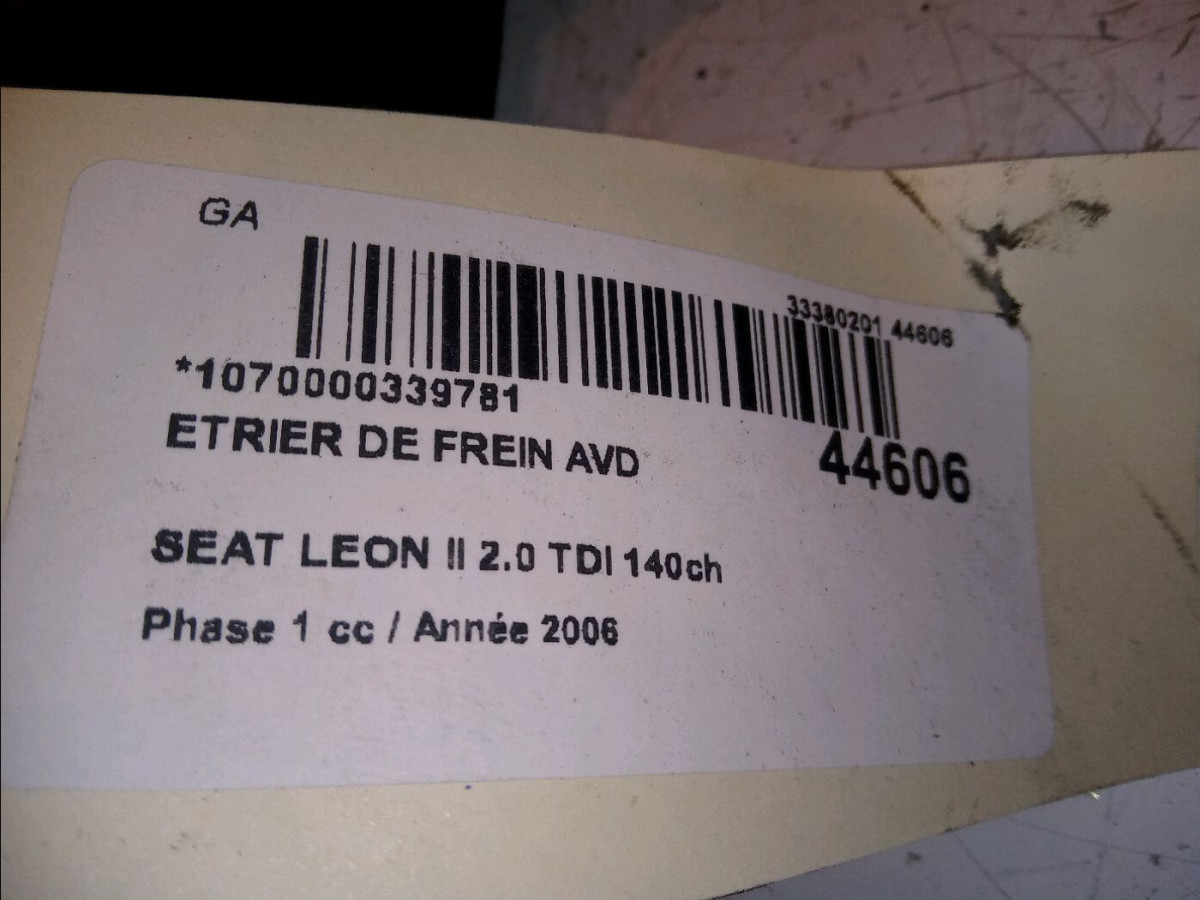 GA
33380201 44606
*1070000339781
ETRIER DE FREIN AVD
44606
SEAT LEON II 2.0 TDI 140ch
Phase 1 cc / Année 2006